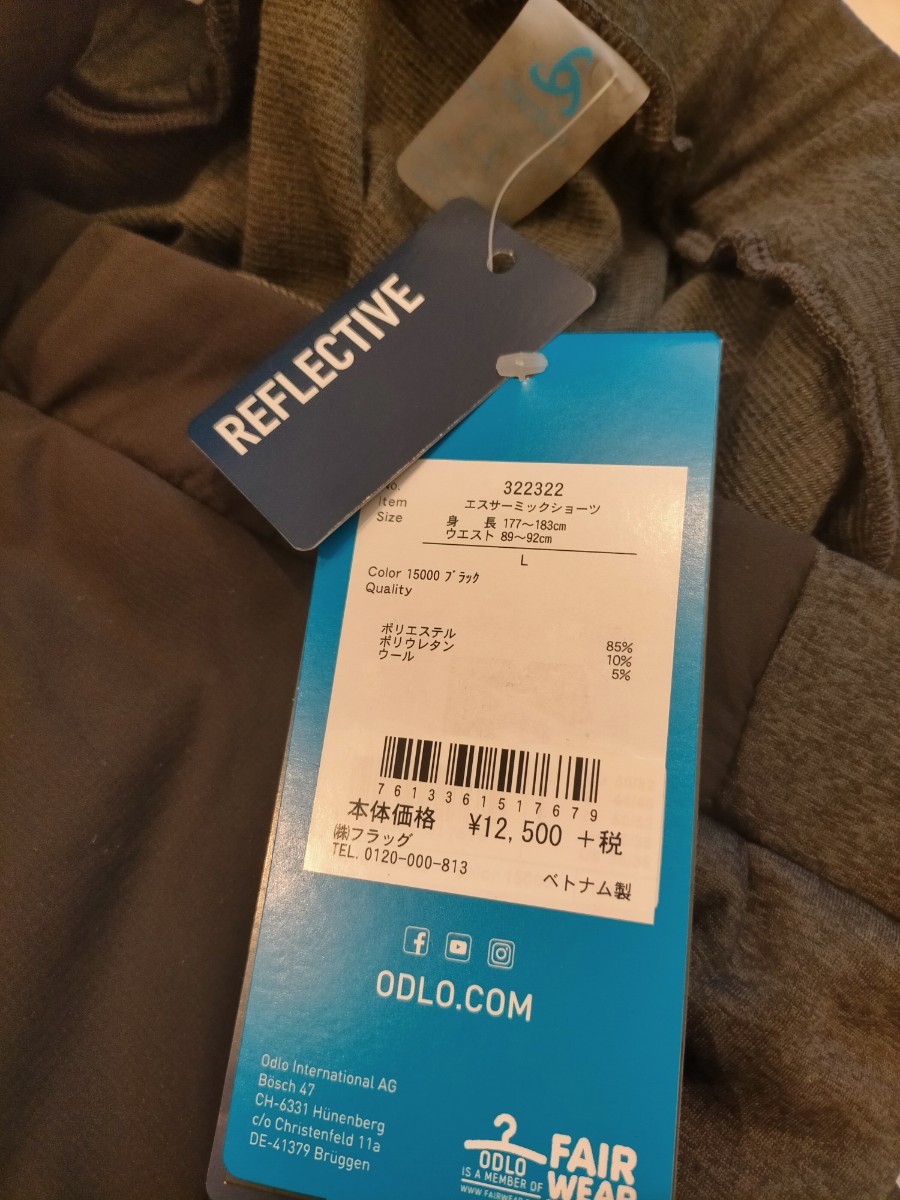 REFLECTIVE
No. 322322
Item エスサーミックショーツ
Size 身 長 177～183cm
ウエスト 89～92cm
L
Color 15000 ブラック
Quality
ポリエステル 85%
ポリウレタン 10%
ウール 5%
7613361517679
本体価格 ¥12,500 +税
㈱フラッグ
TEL. 0120-000-813
ベトナム製
ODLO.COM
Odlo International AG
Bösch 47
CH-6331 Hünenberg
c/o Christenfeld 11a
DE-41379 Brüggen
ODLO
IS A MEMBER OF
FAIR
WEAR